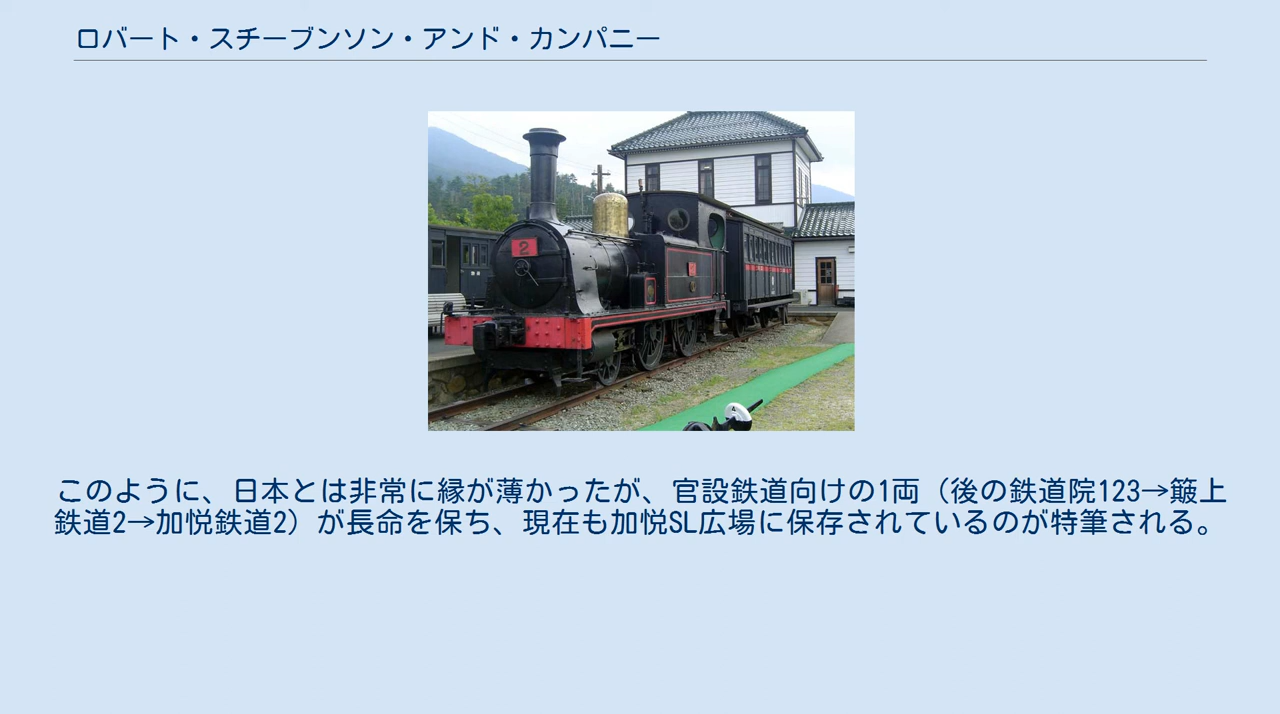 ロバート・スチーブンソン・アンド・カンパニー
2
このように、日本とは非常に縁が薄かったが、官設鉄道向けの1両（後の鉄道院123→簸上
鉄道2→加悦鉄道2）が長命を保ち、現在も加悦SL広場に保存されているのが特筆される。